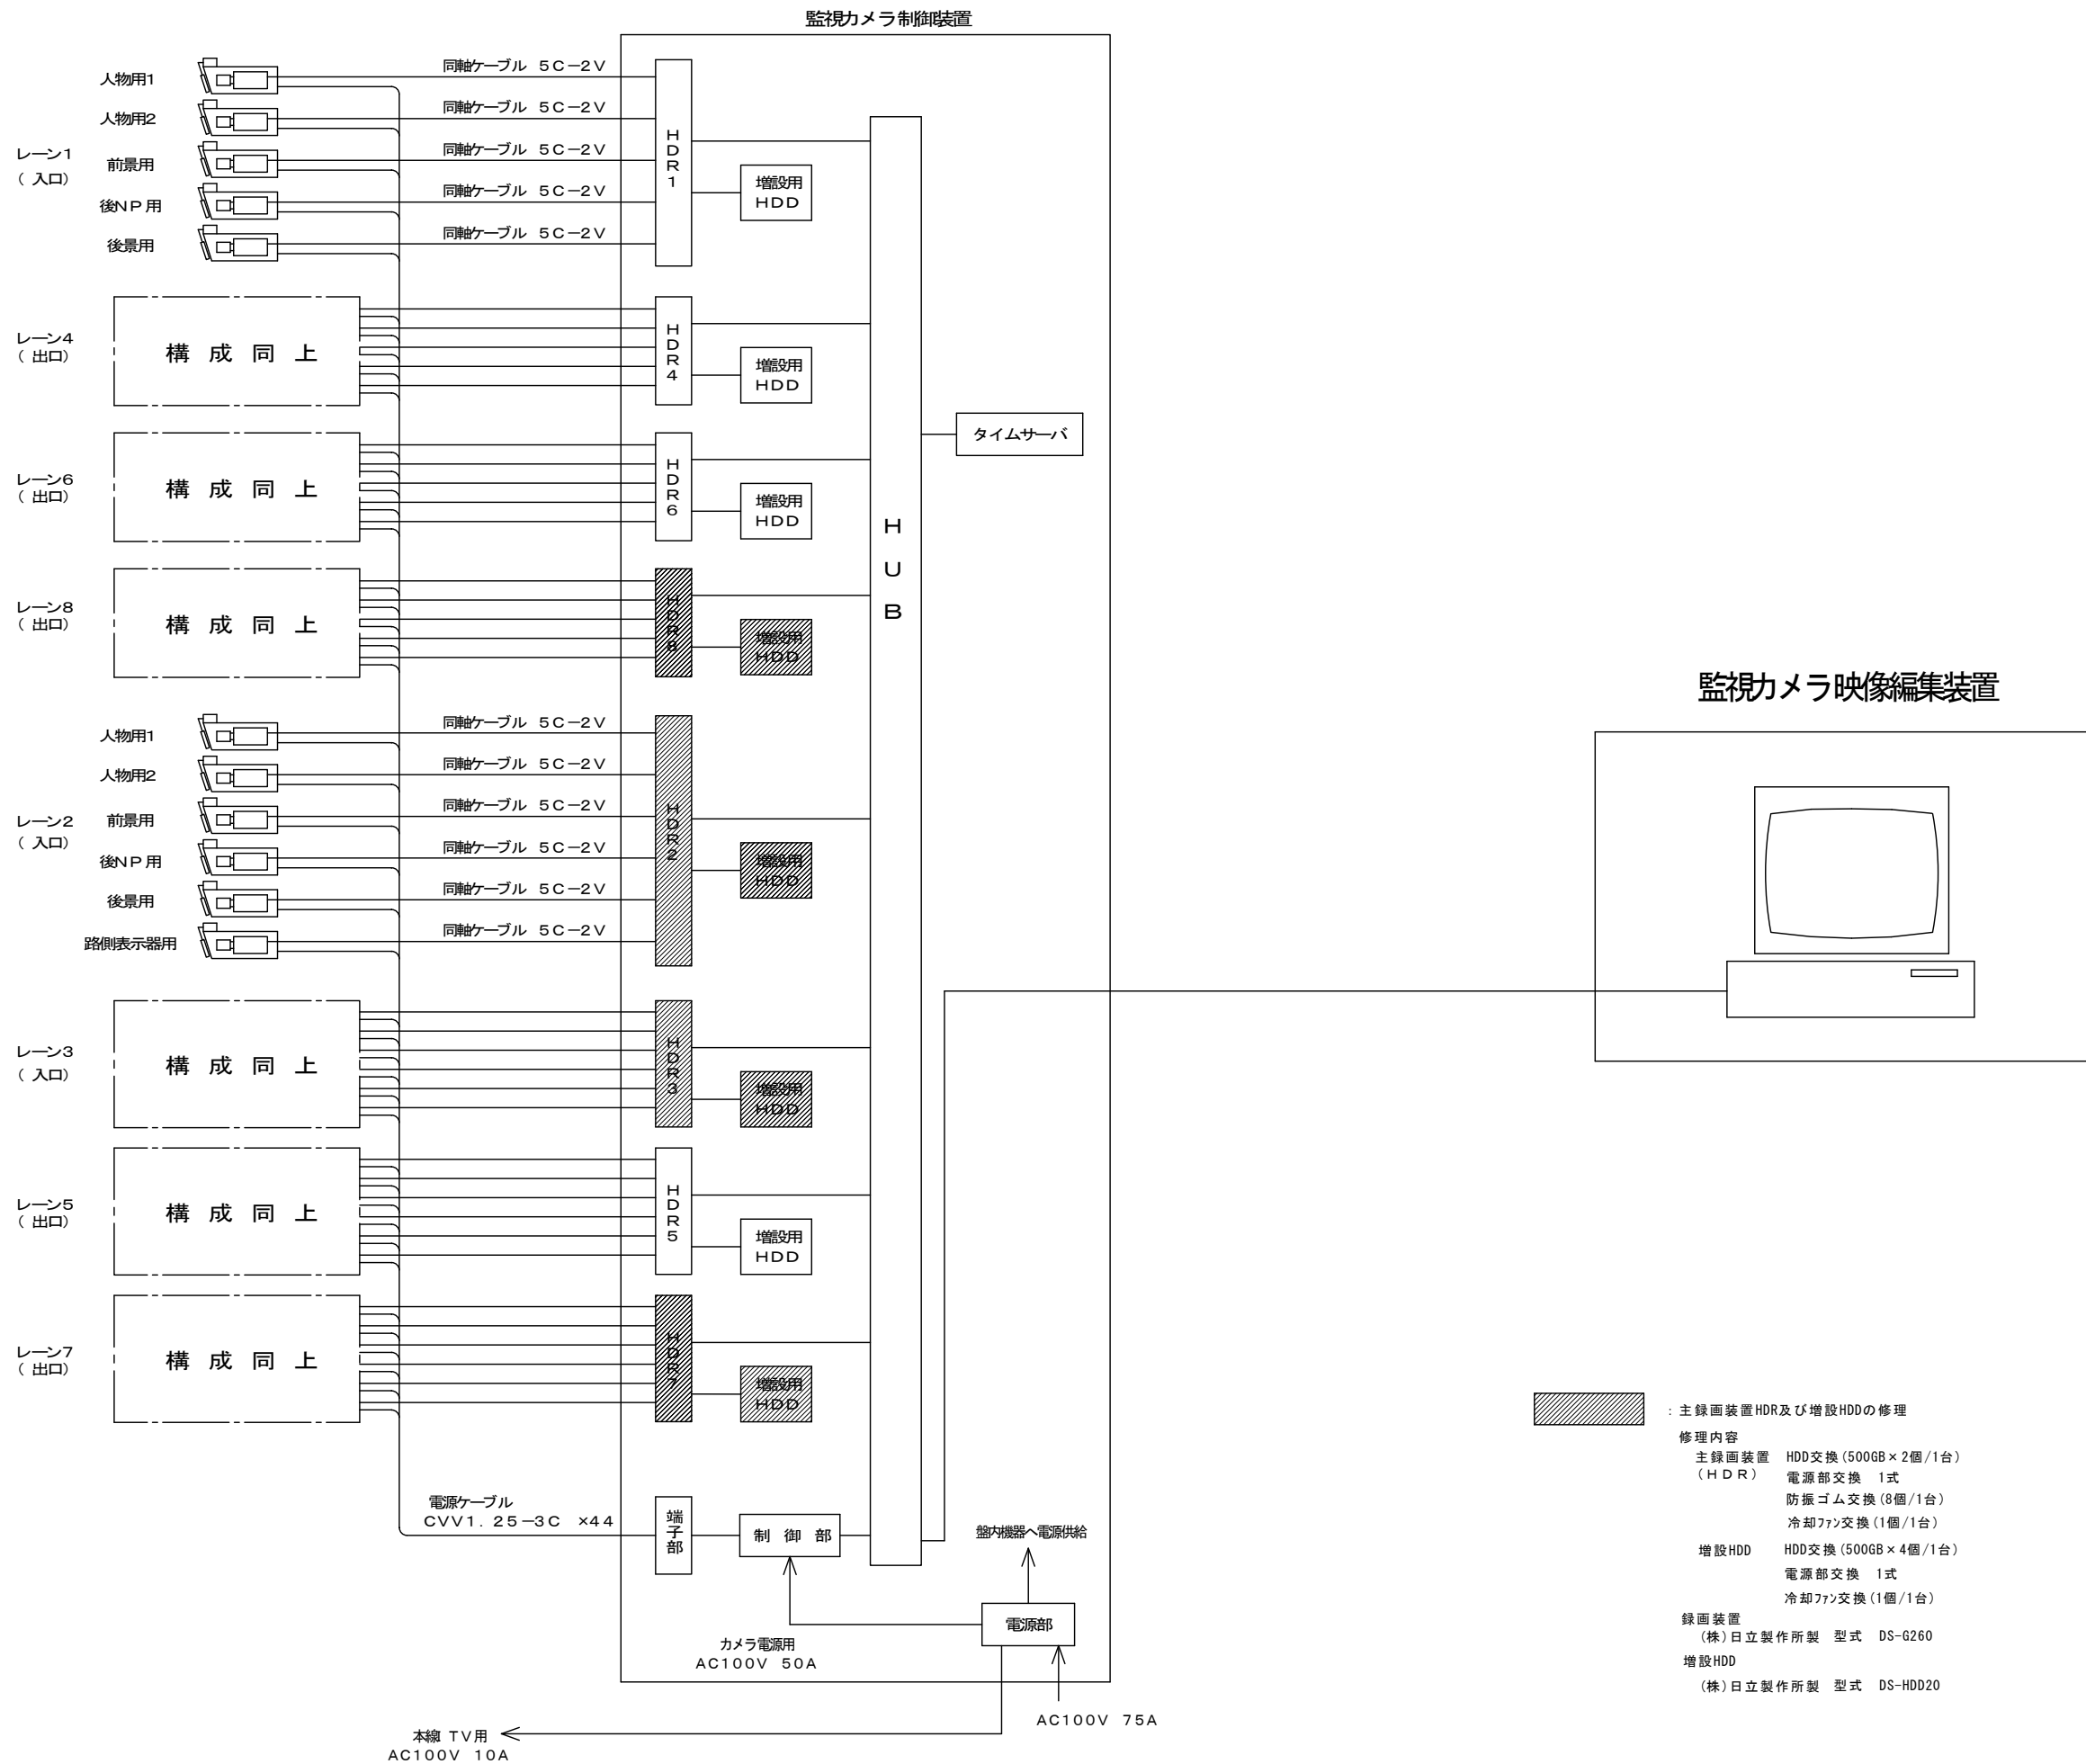 監視カメラ制御装置
レーン1
(入口)
人物用1
同軸ケーブル 5C-2V
人物用2
同軸ケーブル 5C-2V
前景用
同軸ケーブル 5C-2V
後NP用
同軸ケーブル 5C-2V
後景用
同軸ケーブル 5C-2V
HDR1
増設用
HDD
レーン4
(出口)
構成同上
HDR4
増設用
HDD
レーン6
(出口)
構成同上
HDR6
増設用
HDD
レーン8
(出口)
構成同上
HDR8
増設用
HDD
HUB
タイムサーバ
レーン2
(入口)
人物用1
同軸ケーブル 5C-2V
人物用2
同軸ケーブル 5C-2V
前景用
同軸ケーブル 5C-2V
後NP用
同軸ケーブル 5C-2V
後景用
同軸ケーブル 5C-2V
路側表示器用
同軸ケーブル 5C-2V
HDR2
増設用
HDD
レーン3
(入口)
構成同上
HDR3
増設用
HDD
レーン5
(出口)
構成同上
HDR5
増設用
HDD
レーン7
(出口)
構成同上
HDR7
増設用
HDD
電源ケーブル
CVV1.25-3C ×44
端子部
制御部
盤内機器へ電源供給
電源部
カメラ電源用
AC100V 50A
AC100V 75A
本線TV用
AC100V 10A
監視カメラ映像編集装置
:主録画装置HDR及び増設HDDの修理
修理内容
主録画装置 HDD交換(500GB×2個/1台)
(HDR) 電源部交換 1式
防振ゴム交換(8個/1台)
冷却ファン交換(1個/1台)
増設HDD HDD交換(500GB×4個/1台)
電源部交換 1式
冷却ファン交換(1個/1台)
録画装置
(株)日立製作所製 型式 DS-G260
増設HDD
(株)日立製作所製 型式 DS-HDD20